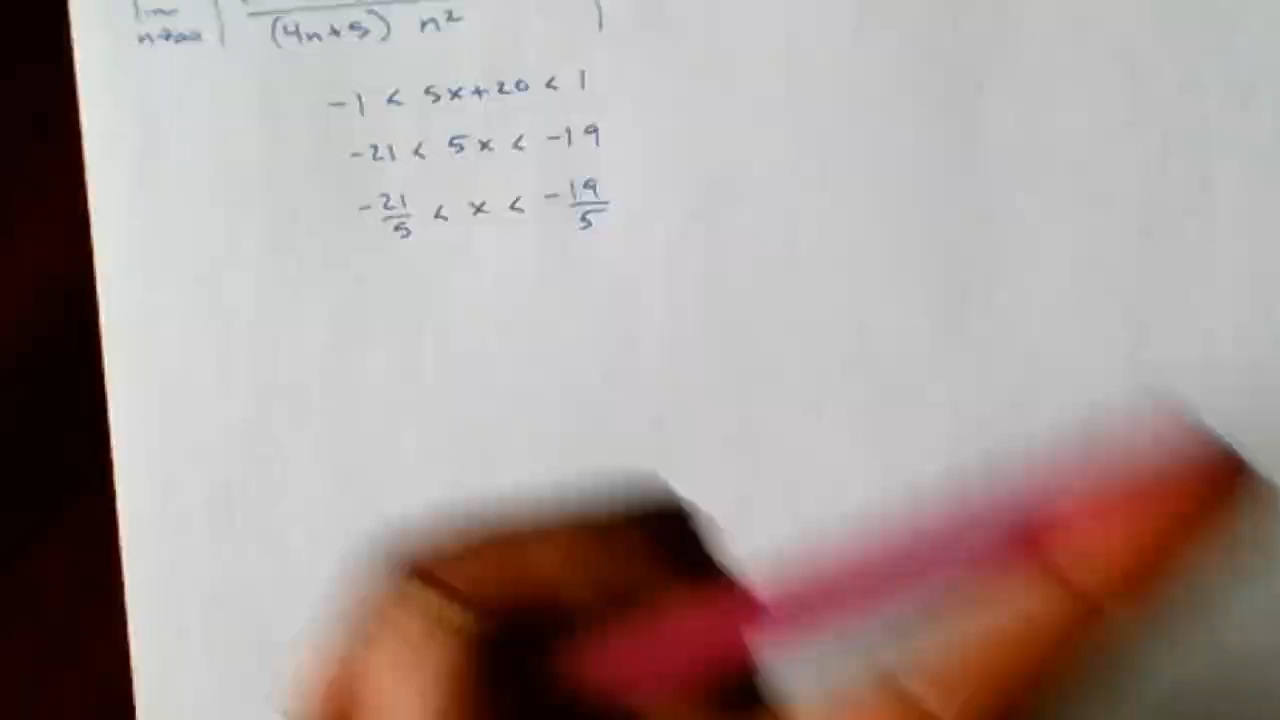 lim
n→∞ | (4n+5) n² |
-1 < 5x+20 < 1
-21 < 5x < -19
-21/5 < x < -19/5